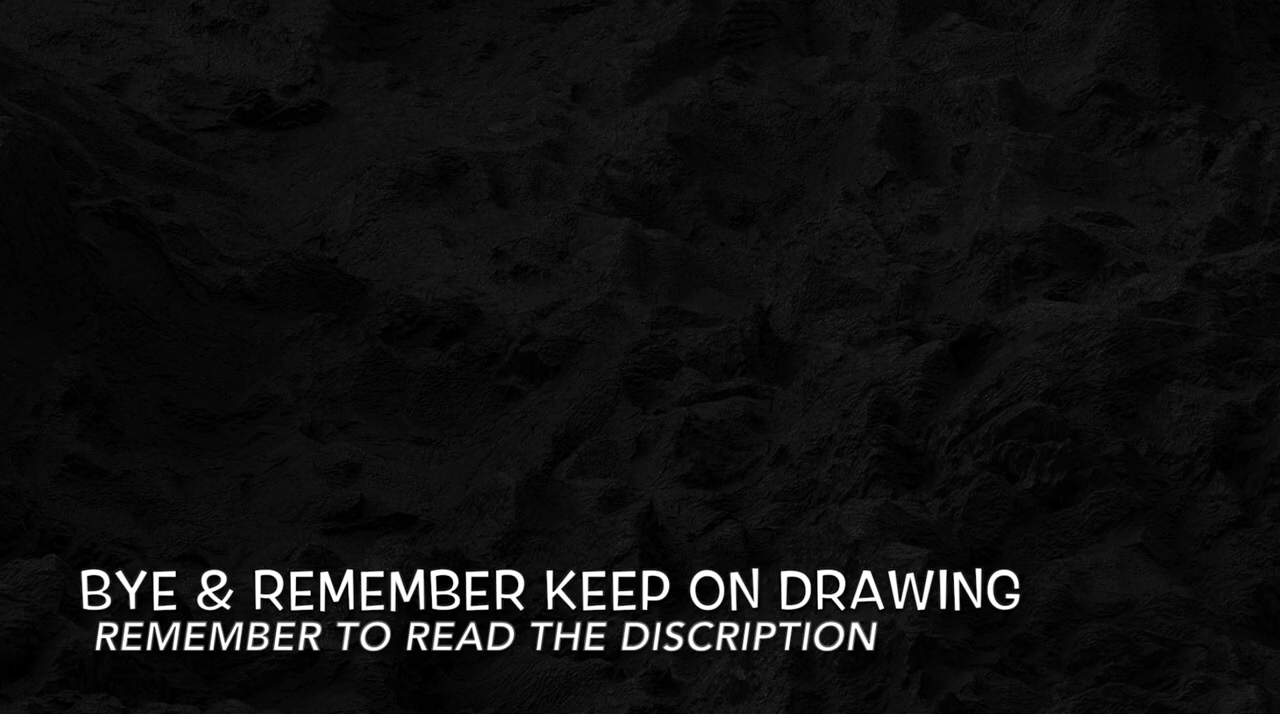 BYE & REMEMBER KEEP ON DRAWING
REMEMBER TO READ THE DISCRIPTION